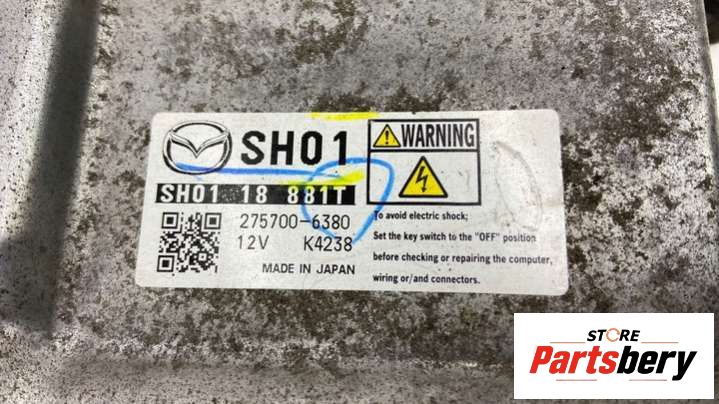 SH01
WARNING
SH01 18 881T
275700-6380
12V K4238
MADE IN JAPAN
To avoid electric shock;
Set the key switch to the "OFF" position
before checking or repairing the computer,
wiring or/and connectors.
STORE
Partsbery